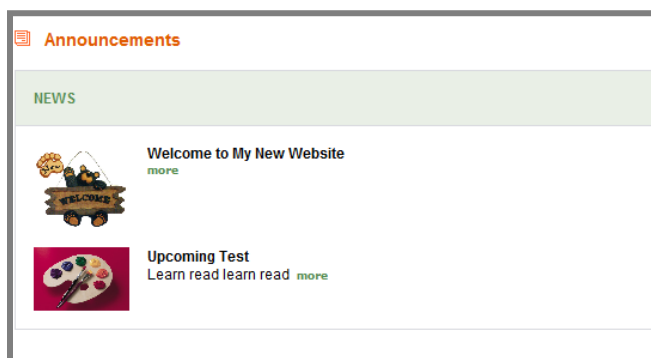 Announcements
NEWS
Welcome to My New Website
more
WELCOME
Upcoming Test
Learn read learn read more